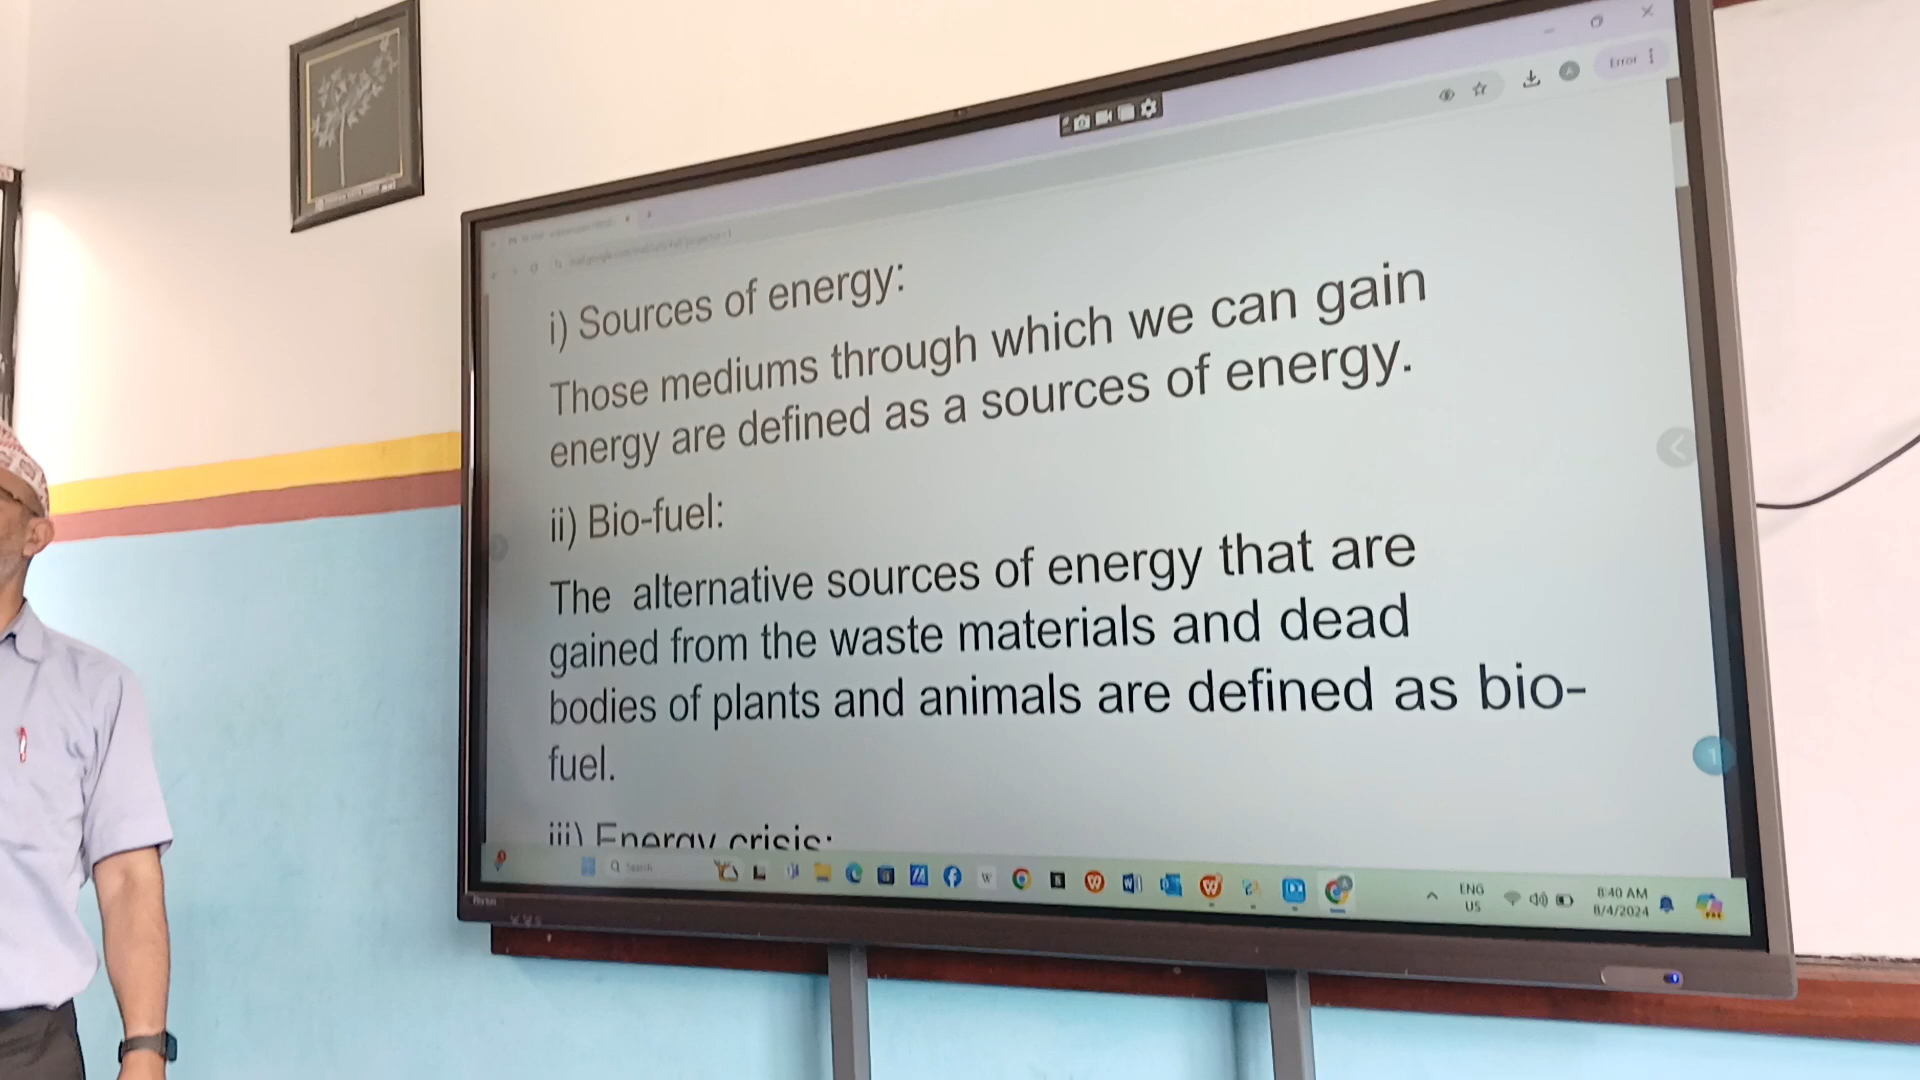 Error
i) Sources of energy:
Those mediums through which we can gain
energy are defined as a sources of energy.
ii) Bio-fuel:
The alternative sources of energy that are
gained from the waste materials and dead
bodies of plants and animals are defined as bio-
fuel.
iii) Energy crisis:
Search
ENG
US
8:40 AM
8/4/2024